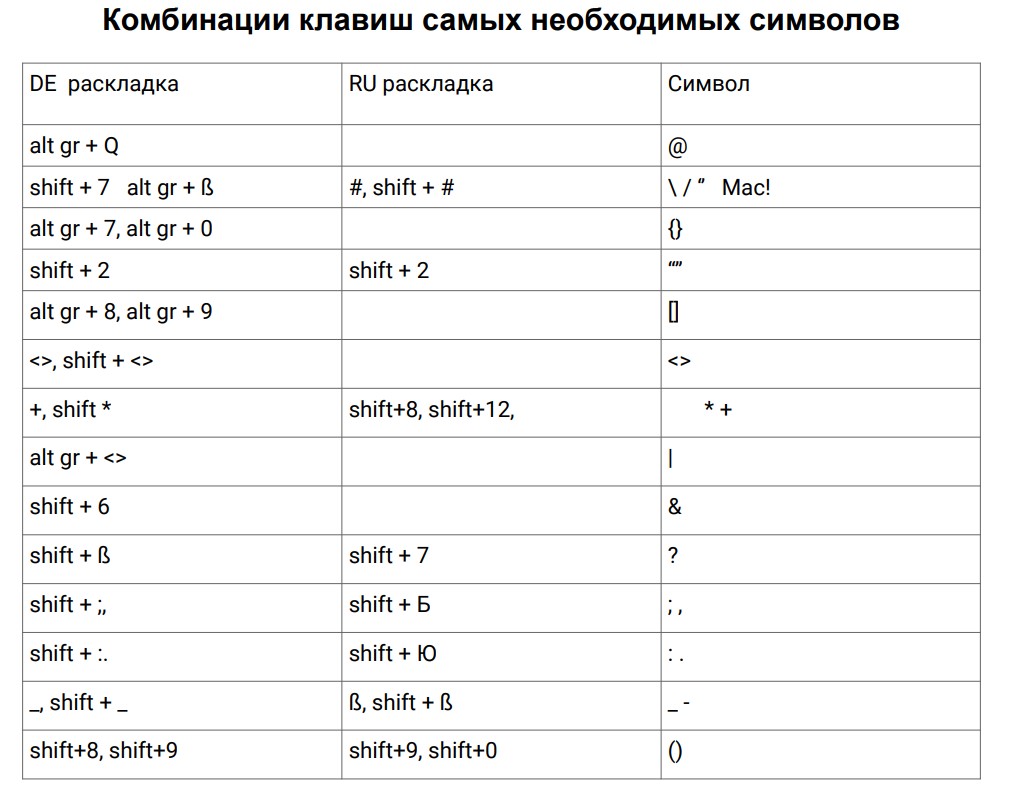 Комбинации клавиш самых необходимых символов
DE  раскладка RU раскладка Символ
alt gr + Q @
shift + 7   alt gr + ß #, shift + # \ / ‘’   Mac!
alt gr + 7, alt gr + 0 {}
shift + 2 shift + 2 “”
alt gr + 8, alt gr + 9 []
<>, shift + <> <>
+, shift * shift+8, shift+12, * +
alt gr + <> |
shift + 6 &
shift + ß shift + 7 ?
shift + ;, shift + Б ; ,
shift + :. shift + Ю : .
_, shift + _ ß, shift + ß _ -
shift+8, shift+9 shift+9, shift+0 ()